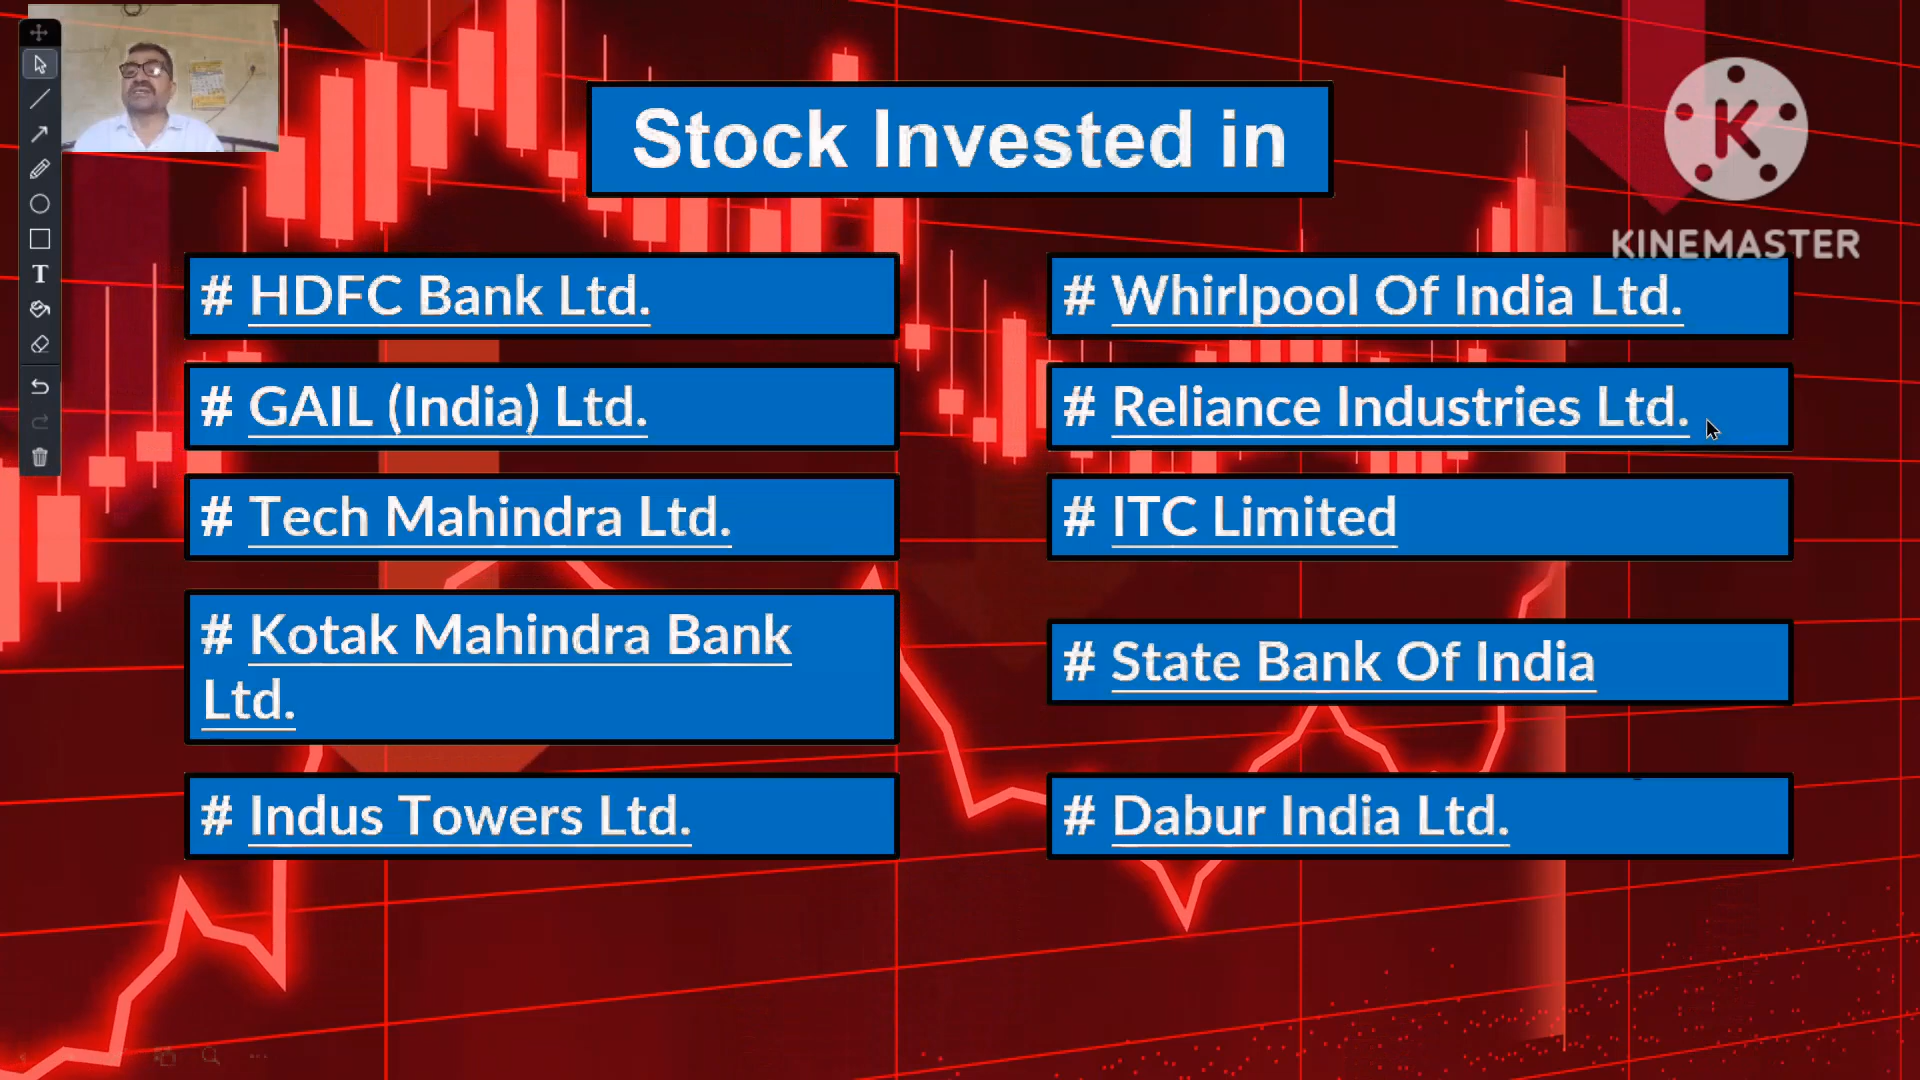 Stock Invested in
KINEMASTER
# HDFC Bank Ltd.
# Whirlpool Of India Ltd.
# GAIL (India) Ltd.
# Reliance Industries Ltd.
# Tech Mahindra Ltd.
# ITC Limited
# Kotak Mahindra Bank
Ltd.
# State Bank Of India
# Indus Towers Ltd.
# Dabur India Ltd.